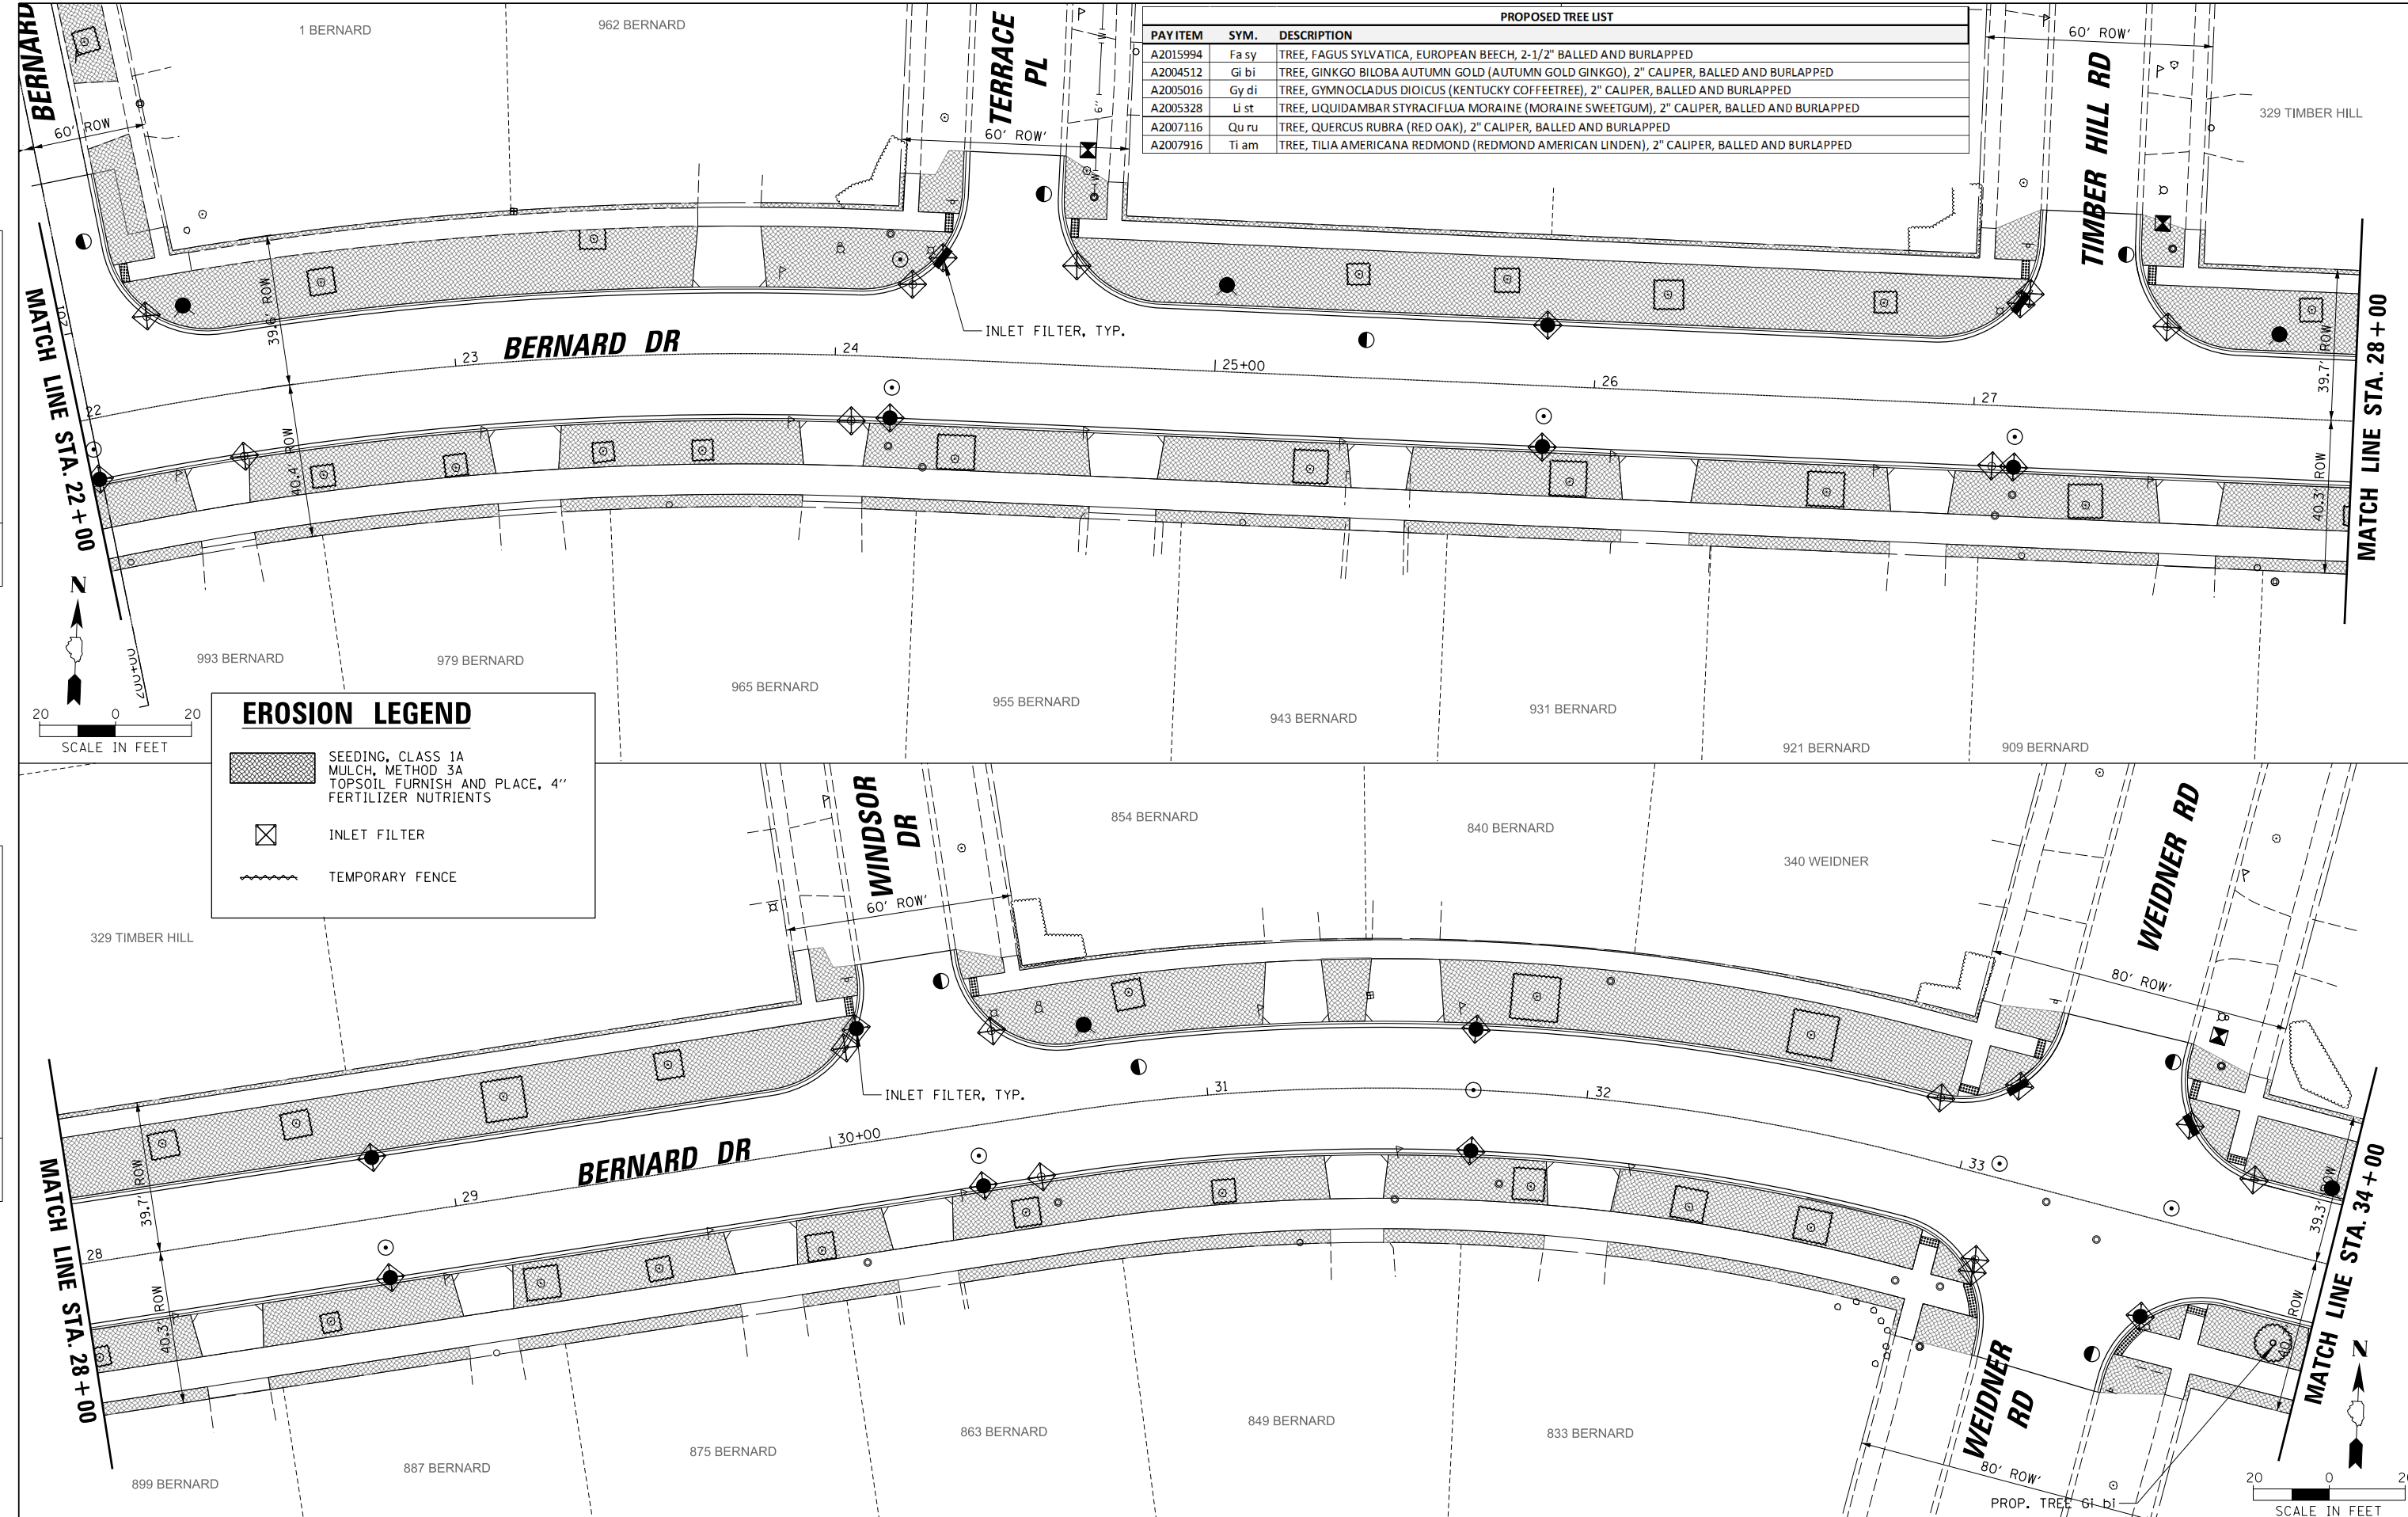 BERNARD
1 BERNARD
962 BERNARD
TERRACE
PL
60' ROW
60' ROW'
PROPOSED TREE LIST
PAY ITEM SYM. DESCRIPTION
A2015994 Fa sy TREE, FAGUS SYLVATICA, EUROPEAN BEECH, 2-1/2" BALLED AND BURLAPPED
A2004512 Gi bi TREE, GINKGO BILOBA AUTUMN GOLD (AUTUMN GOLD GINKGO), 2" CALIPER, BALLED AND BURLAPPED
A2005016 Gy di TREE, GYMNOCLADUS DIOICUS (KENTUCKY COFFEETREE), 2" CALIPER, BALLED AND BURLAPPED
A2005328 Li st TREE, LIQUIDAMBAR STYRACIFLUA MORAINE (MORAINE SWEETGUM), 2" CALIPER, BALLED AND BURLAPPED
A2007116 Qu ru TREE, QUERCUS RUBRA (RED OAK), 2" CALIPER, BALLED AND BURLAPPED
A2007916 Ti am TREE, TILIA AMERICANA REDMOND (REDMOND AMERICAN LINDEN), 2" CALIPER, BALLED AND BURLAPPED
60' ROW'
TIMBER HILL RD
329 TIMBER HILL
MATCH LINE STA. 22+00
39.6' ROW
BERNARD DR
INLET FILTER, TYP.
22
23
24
25+00
26
27
39.7' ROW
MATCH LINE STA. 28+00
40.4 ROW
40.3' ROW
N
20 0 20
SCALE IN FEET
200+00
993 BERNARD
979 BERNARD
965 BERNARD
955 BERNARD
943 BERNARD
931 BERNARD
921 BERNARD
909 BERNARD
EROSION LEGEND
SEEDING, CLASS 1A
MULCH, METHOD 3A
TOPSOIL FURNISH AND PLACE, 4''
FERTILIZER NUTRIENTS
INLET FILTER
TEMPORARY FENCE
329 TIMBER HILL
WINDSOR
DR
60' ROW'
854 BERNARD
840 BERNARD
340 WEIDNER
WEIDNER RD
80' ROW'
INLET FILTER, TYP.
MATCH LINE STA. 28+00
39.7' ROW
BERNARD DR
28
29
30+00
31
32
33
39.3' ROW
MATCH LINE STA. 34+00
40.3' ROW
ROW
899 BERNARD
887 BERNARD
875 BERNARD
863 BERNARD
849 BERNARD
833 BERNARD
WEIDNER
RD
80' ROW'
PROP. TREE Gi bi
N
20 0
SCALE IN FEET